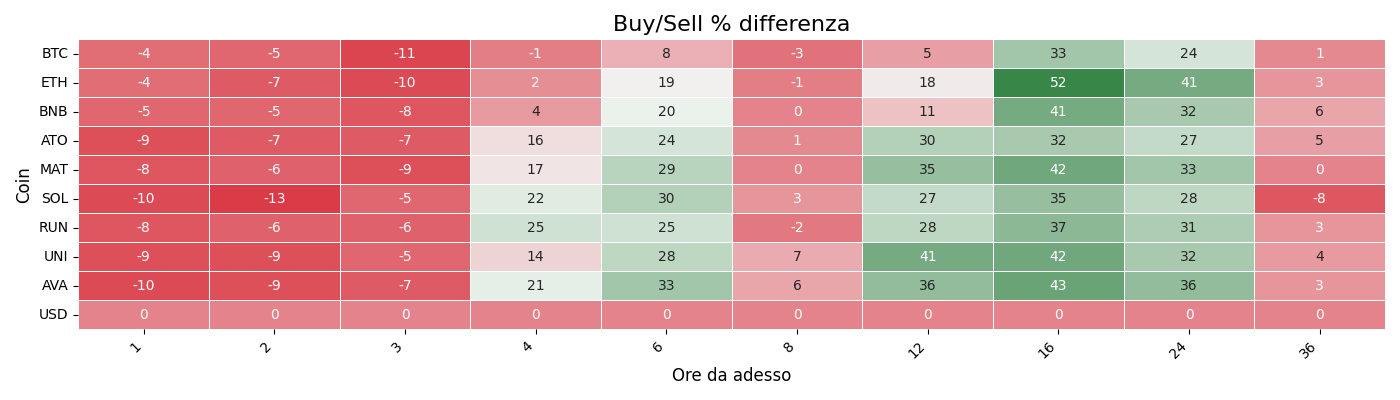 Buy/Sell % differenza
Coin
BTC -4 -5 -11 -1 8 -3 5 33 24 1
ETH -4 -7 -10 2 19 -1 18 52 41 3
BNB -5 -5 -8 4 20 0 11 41 32 6
ATO -9 -7 -7 16 24 1 30 32 27 5
MAT -8 -6 -9 17 29 0 35 42 33 0
SOL -10 -13 -5 22 30 3 27 35 28 -8
RUN -8 -6 -6 25 25 -2 28 37 31 3
UNI -9 -9 -5 14 28 7 41 42 32 4
AVA -10 -9 -7 21 33 6 36 43 36 3
USD 0 0 0 0 0 0 0 0 0 0
1 2 3 4 6 8 12 16 24 36
Ore da adesso